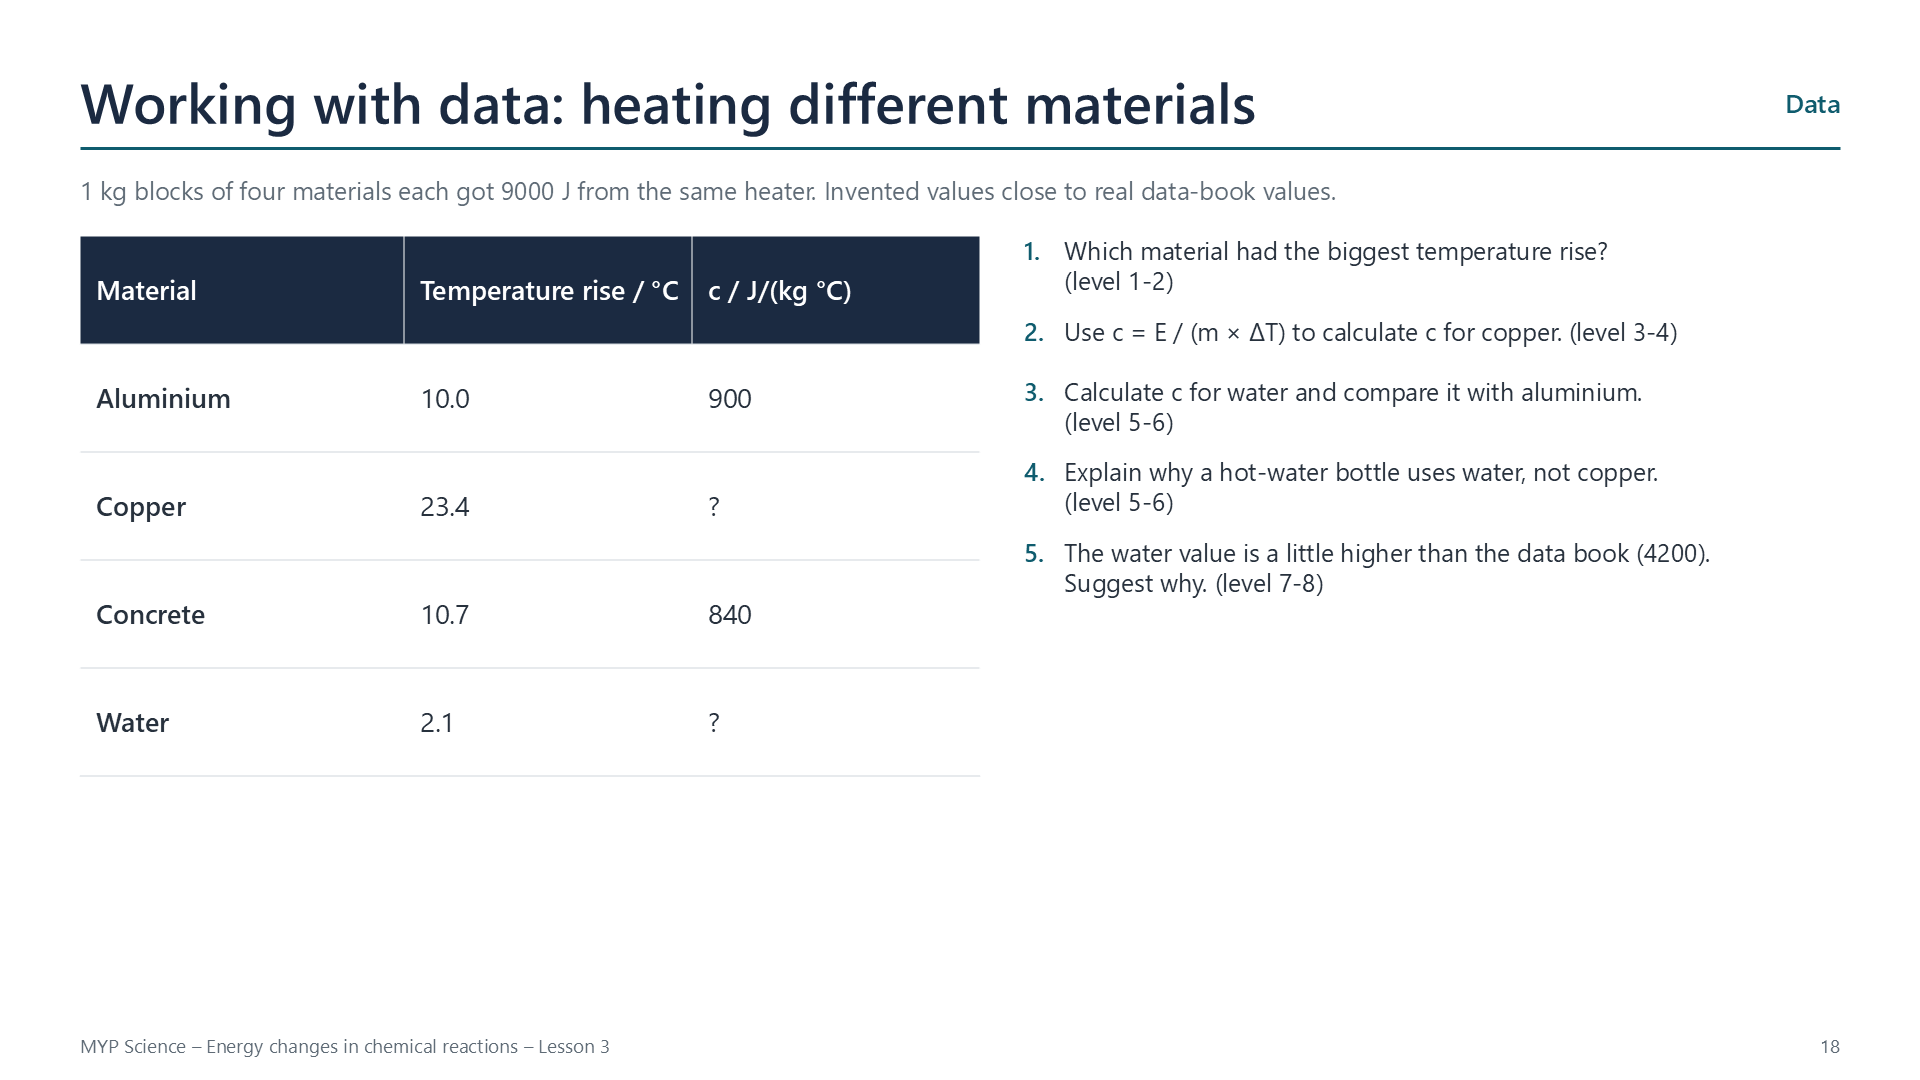 Working with data: heating different materials
Data
1 kg blocks of four materials each got 9000 J from the same heater. Invented values close to real data-book values.
Material Temperature rise / °C c / J/(kg °C)
Aluminium 10.0 900
Copper 23.4 ?
Concrete 10.7 840
Water 2.1 ?
1. Which material had the biggest temperature rise?
(level 1-2)
2. Use c = E / (m × ΔT) to calculate c for copper. (level 3-4)
3. Calculate c for water and compare it with aluminium.
(level 5-6)
4. Explain why a hot-water bottle uses water, not copper.
(level 5-6)
5. The water value is a little higher than the data book (4200).
Suggest why. (level 7-8)
MYP Science – Energy changes in chemical reactions – Lesson 3
18